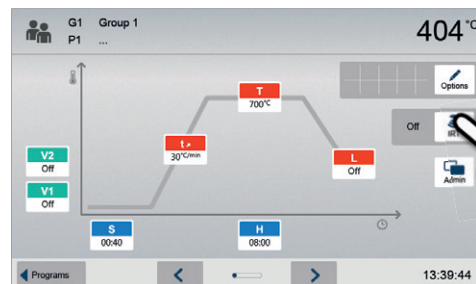 G1 Group 1
P1 ...
404°C
Options
T
700°C
Off
IRT
t↗
30°C/min
V2
Off
L
Off
Admin
V1
Off
S
00:40
H
08:00
Programs
13:39:44